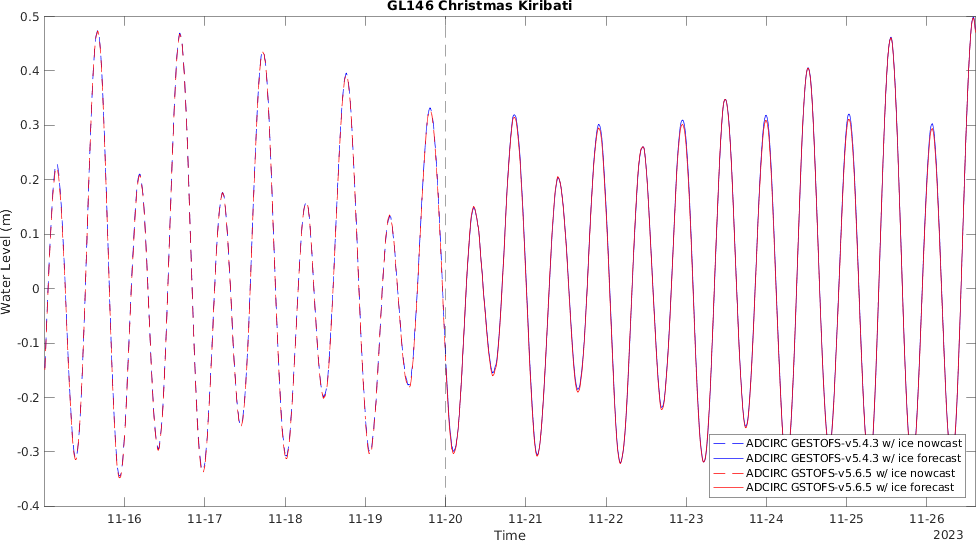 GL146 Christmas Kiribati
0.5
0.4
0.3
0.2
0.1
0
-0.1
-0.2
-0.3
-0.4
Water Level (m)
ADCIRC GESTOFS-v5.4.3 w/ ice nowcast
ADCIRC GESTOFS-v5.4.3 w/ ice forecast
ADCIRC GSTOFS-v5.6.5 w/ ice nowcast
ADCIRC GSTOFS-v5.6.5 w/ ice forecast
11-16 11-17 11-18 11-19 11-20 11-21 11-22 11-23 11-24 11-25 11-26
Time
2023